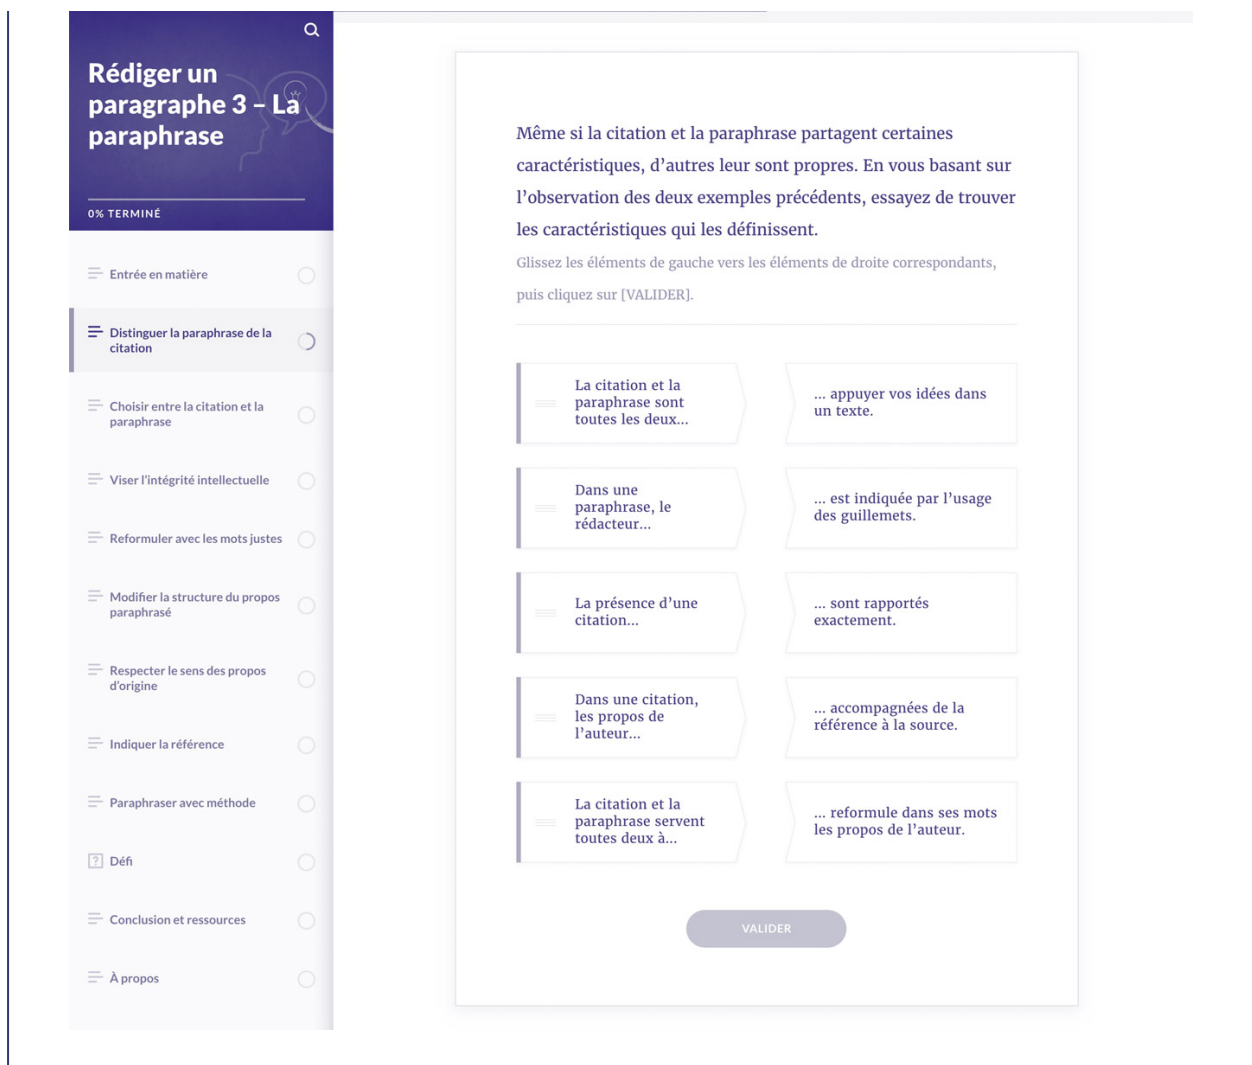 Rédiger un
paragraphe 3 – La
paraphrase
0% TERMINÉ
Entrée en matière
Distinguer la paraphrase de la
citation
Choisir entre la citation et la
paraphrase
Viser l’intégrité intellectuelle
Reformuler avec les mots justes
Modifier la structure du propos
paraphrasé
Respecter le sens des propos
d’origine
Indiquer la référence
Paraphraser avec méthode
Défi
Conclusion et ressources
À propos
Même si la citation et la paraphrase partagent certaines
caractéristiques, d’autres leur sont propres. En vous basant sur
l’observation des deux exemples précédents, essayez de trouver
les caractéristiques qui les définissent.
Glissez les éléments de gauche vers les éléments de droite correspondants,
puis cliquez sur [VALIDER].
La citation et la
paraphrase sont
toutes les deux...
... appuyer vos idées dans
un texte.
Dans une
paraphrase, le
rédacteur...
... est indiquée par l’usage
des guillemets.
La présence d’une
citation...
... sont rapportés
exactement.
Dans une citation,
les propos de
l’auteur...
... accompagnées de la
référence à la source.
La citation et la
paraphrase servent
toutes deux à...
... reformule dans ses mots
les propos de l’auteur.
VALIDER